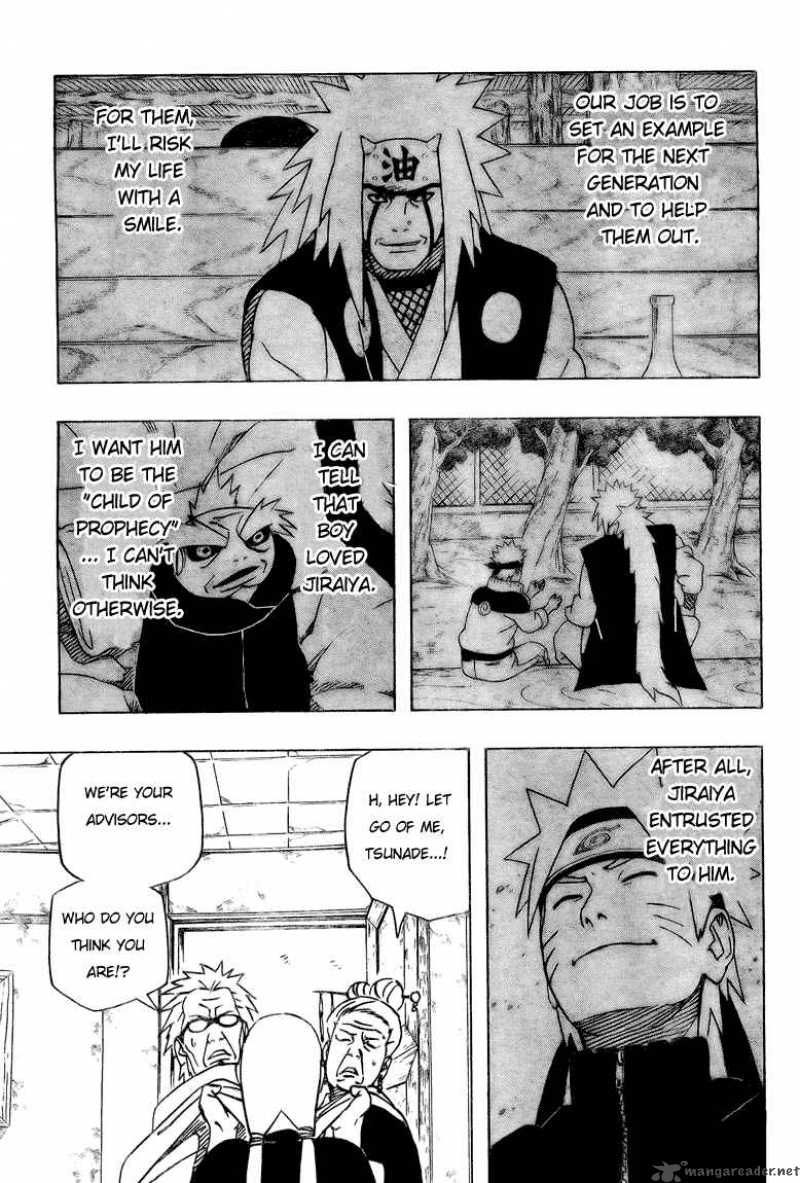 OUR JOB IS TO
SET AN EXAMPLE
FOR THE NEXT
GENERATION
AND TO HELP
THEM OUT.
FOR THEM,
I'LL RISK
MY LIFE
WITH A
SMILE.
油
I CAN
TELL
THAT
BOY
LOVED
JIRAIYA.
I WANT HIM
TO BE THE
"CHILD OF
PROPHECY"
... I CAN'T
THINK
OTHERWISE.
AFTER ALL,
JIRAIYA
ENTRUSTED
EVERYTHING
TO HIM.
H, HEY! LET
GO OF ME,
TSUNADE...!
WE'RE YOUR
ADVISORS...
WHO DO YOU
THINK YOU
ARE!?
mangareader.net